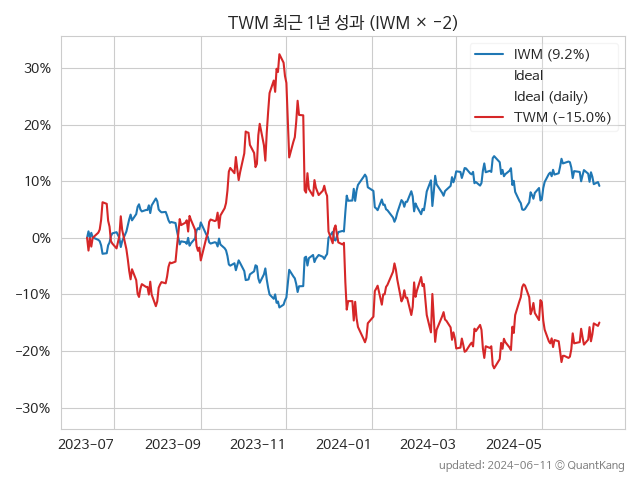 TWM 최근 1년 성과 (IWM × −2)
IWM (9.2%)
Ideal
Ideal (daily)
TWM (−15.0%)
30%
20%
10%
0%
−10%
−20%
−30%
2023−07
2023−09
2023−11
2024−01
2024−03
2024−05
updated: 2024-06-11 © QuantKang